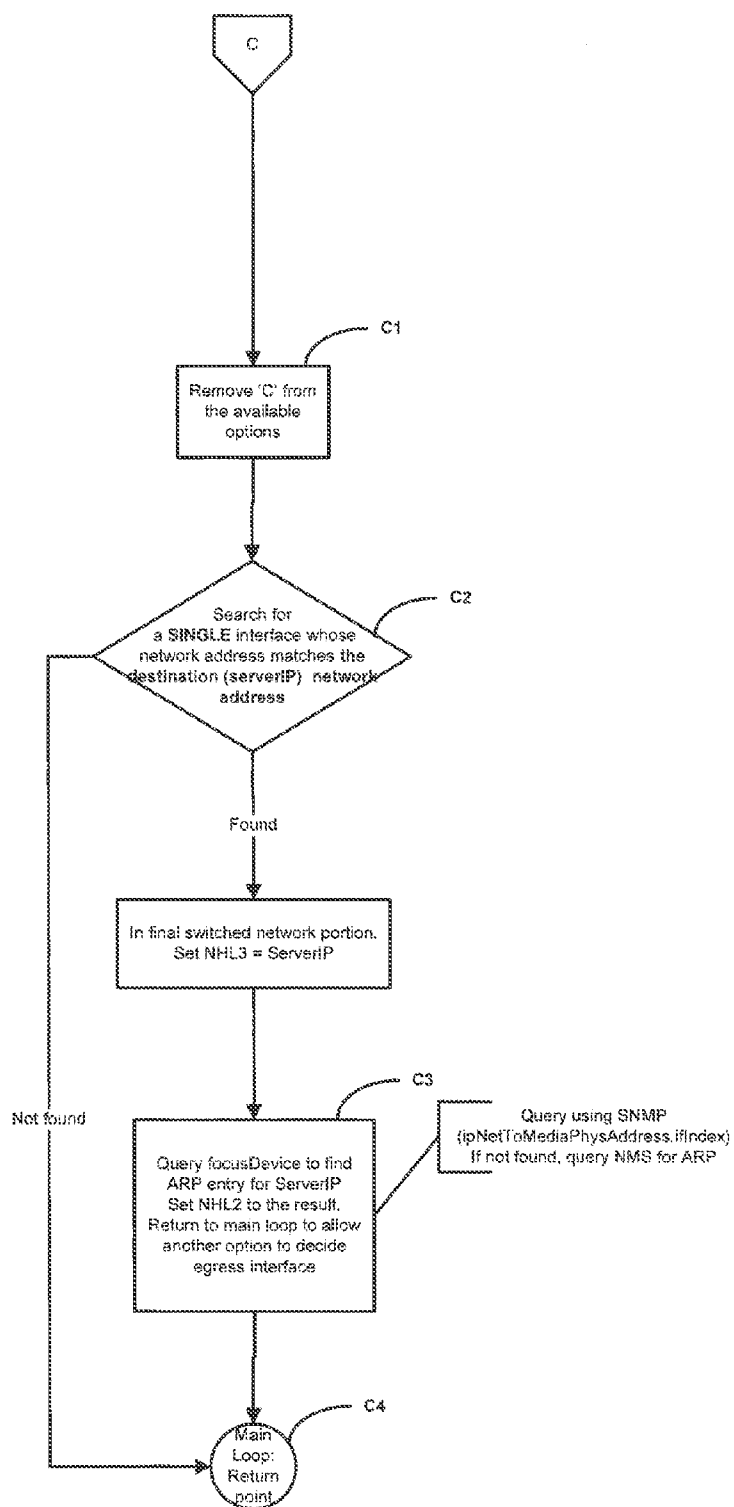 C
C1
Remove 'C' from
the available
options
C2
Search for
a SINGLE interface whose
network address matches the
destination (serverIP) network
address
Found
In final switched network portion.
Set NHL3 = ServerIP
Not found
C3
Query focusDevice to find
ARP entry for ServerIP
Set NHL2 to the result.
Return to main loop to allow
another option to decide
egress interface
Query using SNMP
(ipNetToMediaPhysAddress.ifIndex)
If not found, query NMS for ARP
C4
Main
Loop:
Return
point